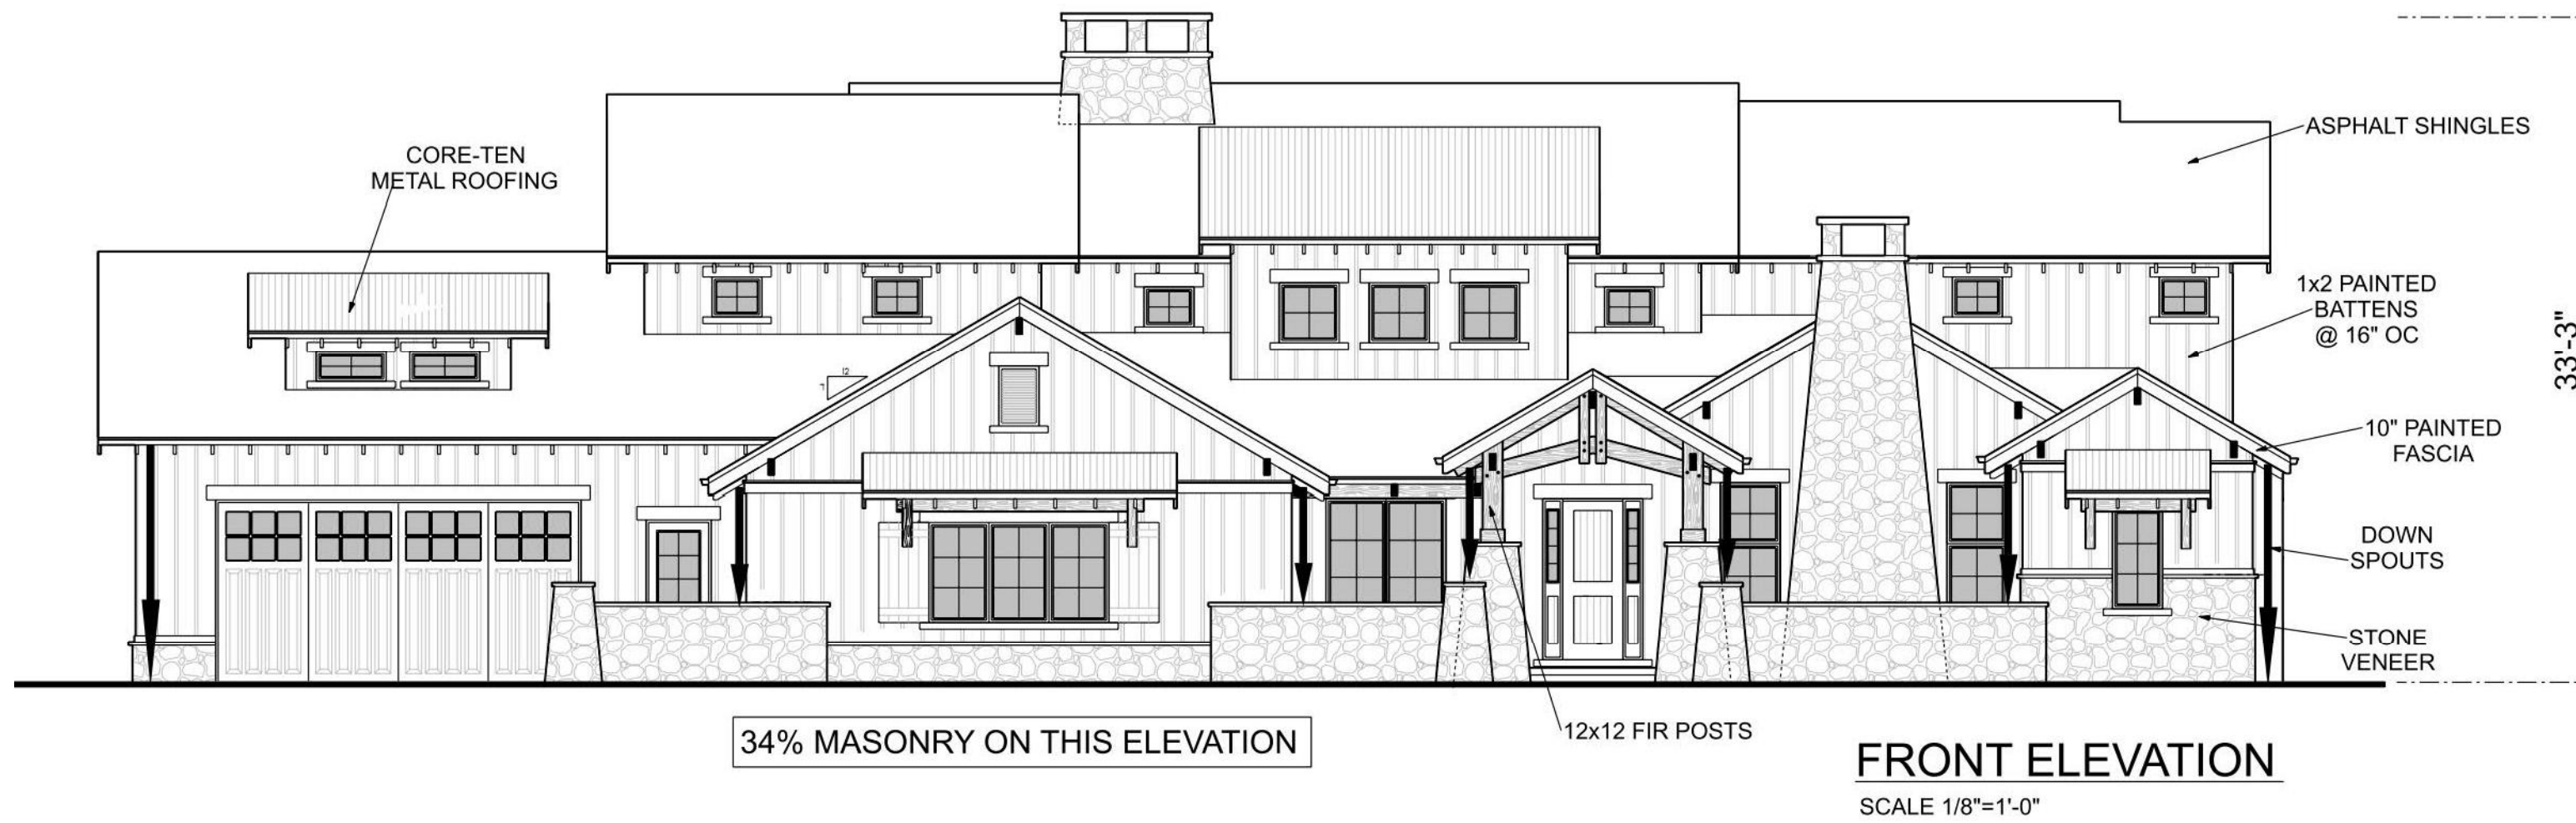 CORE-TEN
METAL ROOFING
ASPHALT SHINGLES
1x2 PAINTED
BATTENS
@ 16" OC
33'-3"
12
7
10" PAINTED
FASCIA
DOWN
SPOUTS
STONE
VENEER
12x12 FIR POSTS
34% MASONRY ON THIS ELEVATION
FRONT ELEVATION
SCALE 1/8"=1'-0"